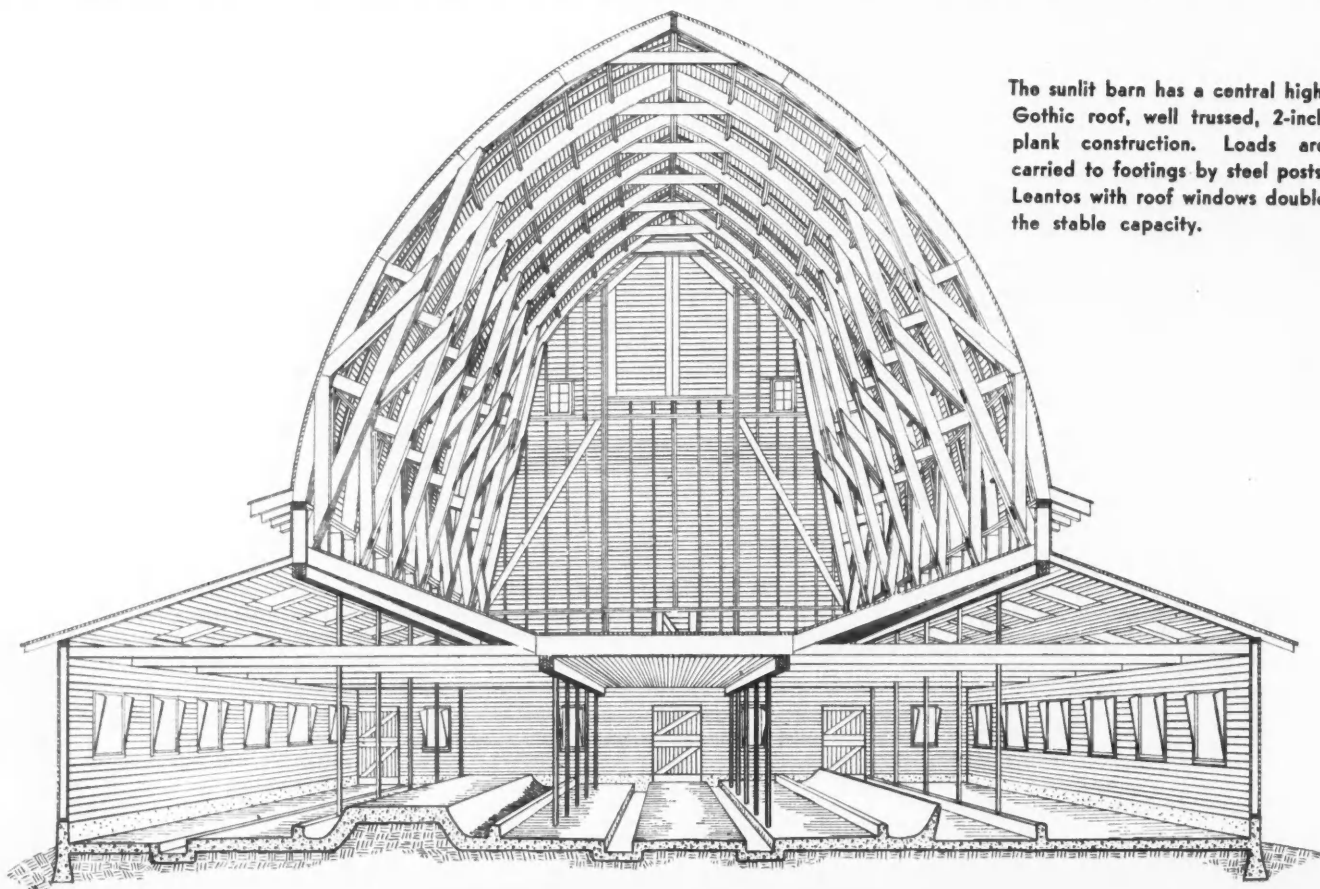 The sunlit barn has a central high
Gothic roof, well trussed, 2-incl
plank construction. Loads are
carried to footings by steel posts
Leantos with roof windows double
the stable capacity.